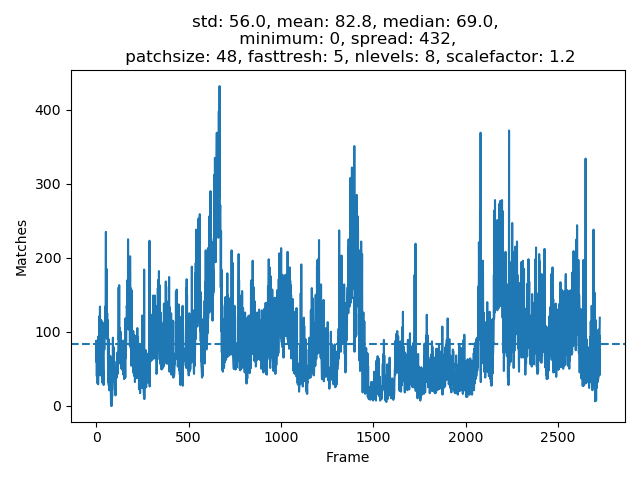 std: 56.0, mean: 82.8, median: 69.0,
minimum: 0, spread: 432,
patchsize: 48, fasttresh: 5, nlevels: 8, scalefactor: 1.2
400
300
200
100
0
Matches
0 500 1000 1500 2000 2500
Frame